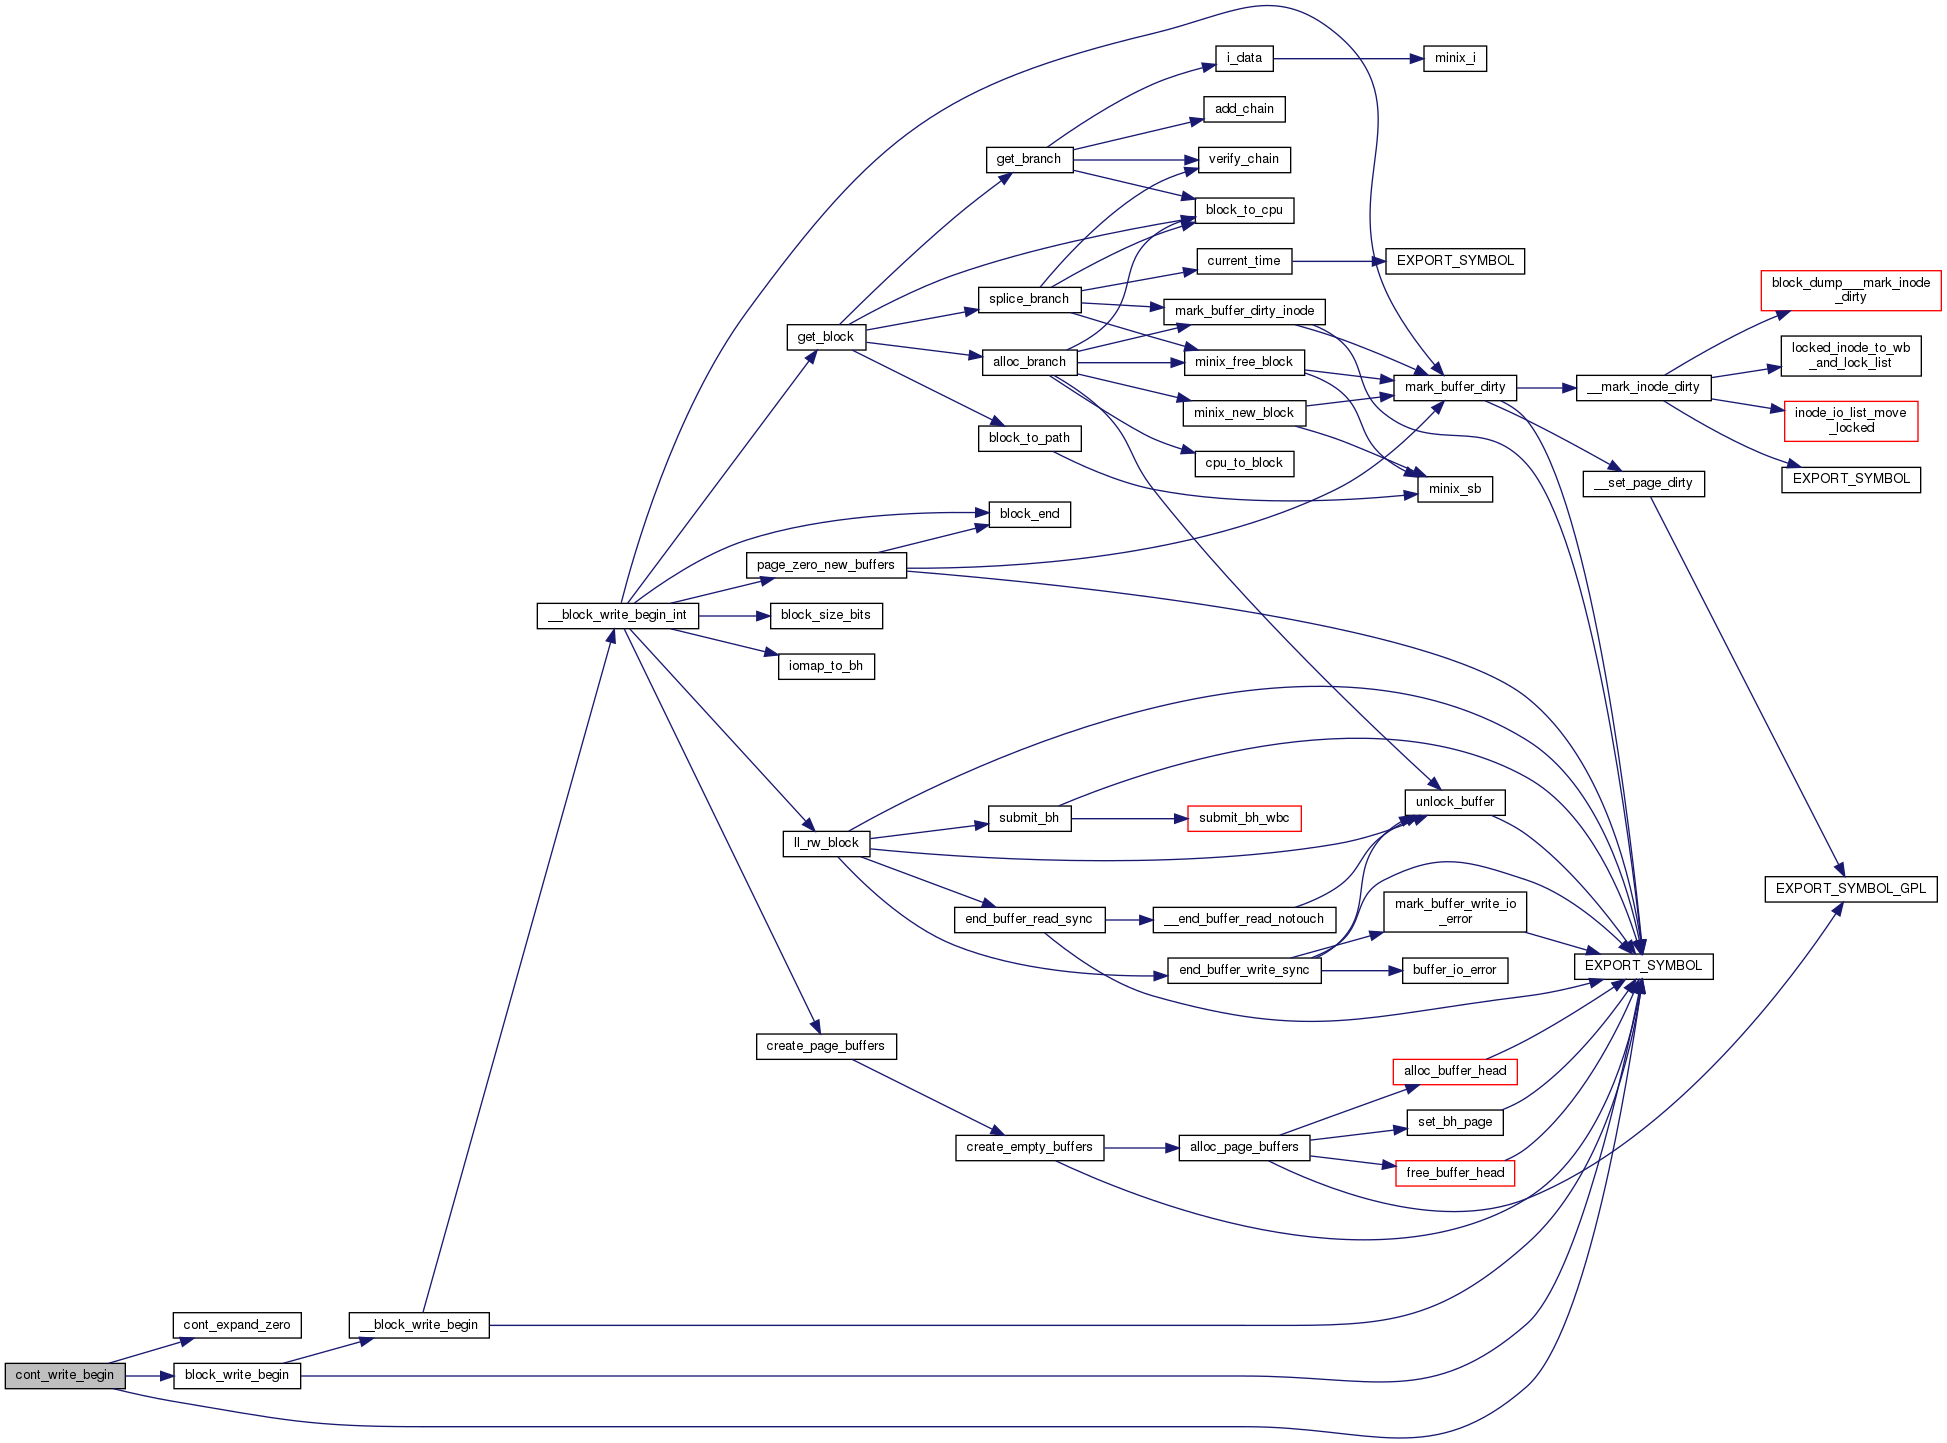 i_data
minix_i
add_chain
get_branch
verify_chain
block_to_cpu
current_time
EXPORT_SYMBOL
block_dump___mark_inode
_dirty
splice_branch
mark_buffer_dirty_inode
get_block
locked_inode_to_wb
_and_lock_list
alloc_branch
minix_free_block
mark_buffer_dirty
__mark_inode_dirty
minix_new_block
inode_io_list_move
_locked
block_to_path
cpu_to_block
EXPORT_SYMBOL
minix_sb
__set_page_dirty
block_end
page_zero_new_buffers
__block_write_begin_int
block_size_bits
iomap_to_bh
unlock_buffer
submit_bh
submit_bh_wbc
ll_rw_block
EXPORT_SYMBOL_GPL
mark_buffer_write_io
_error
end_buffer_read_sync
__end_buffer_read_notouch
EXPORT_SYMBOL
end_buffer_write_sync
buffer_io_error
create_page_buffers
alloc_buffer_head
set_bh_page
create_empty_buffers
alloc_page_buffers
free_buffer_head
cont_expand_zero
__block_write_begin
cont_write_begin
block_write_begin